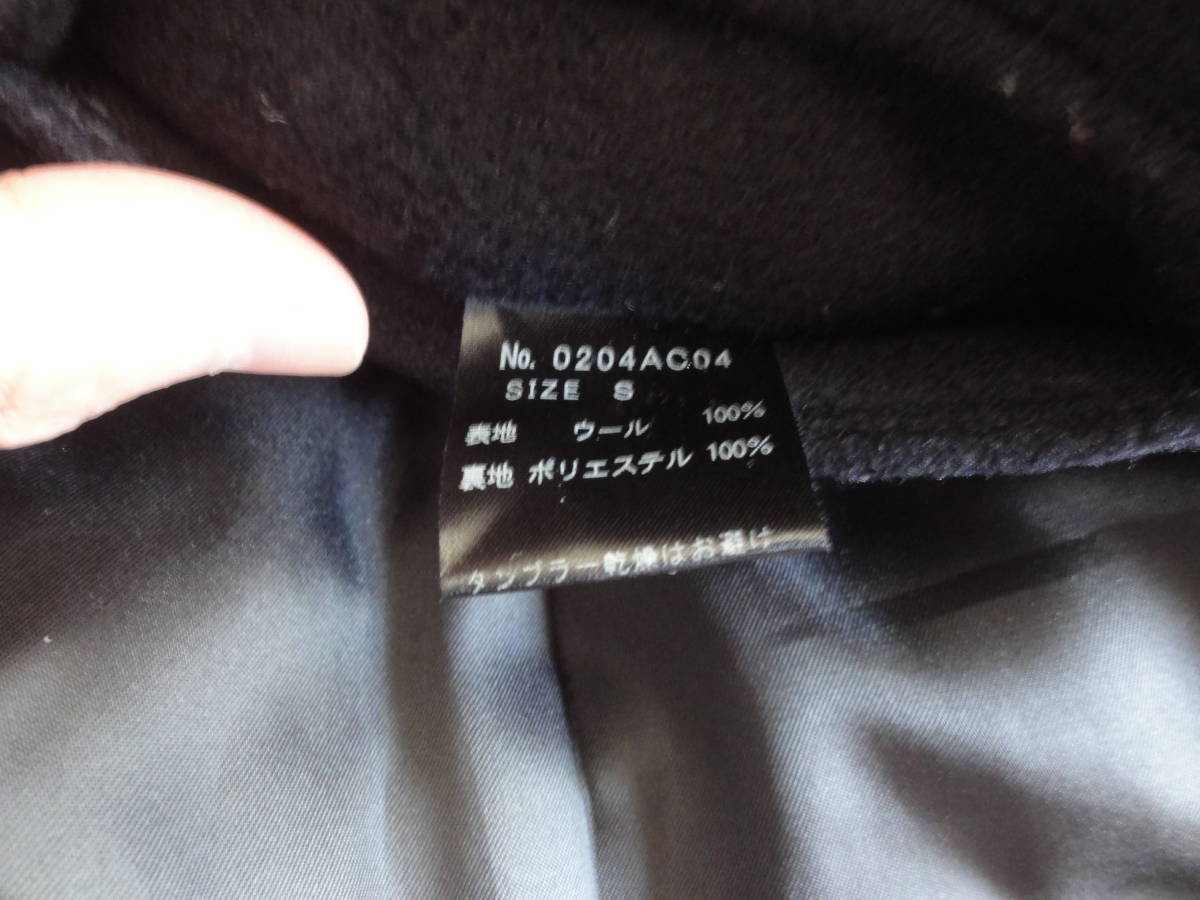 No. 0204AC04
SIZE S
表地 ウール 100%
裏地 ポリエステル 100%
タンブラー乾燥はお避け